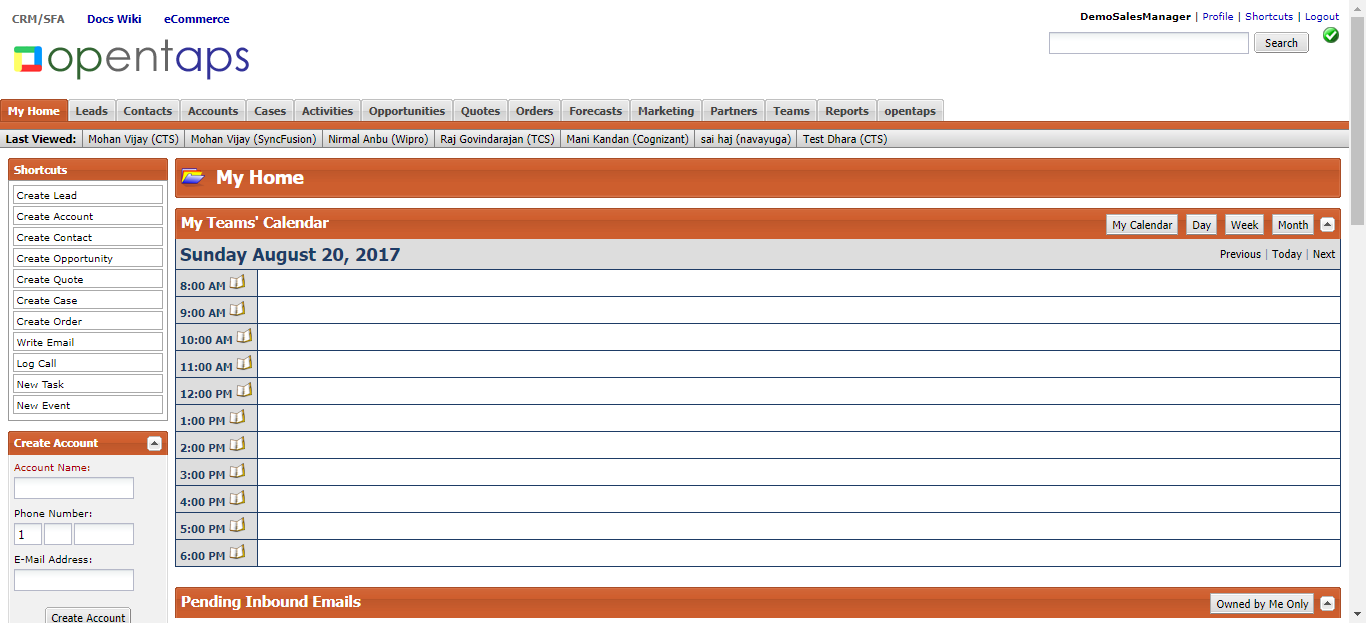 CRM/SFA Docs Wiki eCommerce
DemoSalesManager | Profile | Shortcuts | Logout
opentaps
Search
My Home Leads Contacts Accounts Cases Activities Opportunities Quotes Orders Forecasts Marketing Partners Teams Reports opentaps
Last Viewed: Mohan Vijay (CTS) Mohan Vijay (SyncFusion) Nirmal Anbu (Wipro) Raj Govindarajan (TCS) Mani Kandan (Cognizant) sai haj (navayuga) Test Dhara (CTS)
Shortcuts
Create Lead
Create Account
Create Contact
Create Opportunity
Create Quote
Create Case
Create Order
Write Email
Log Call
New Task
New Event
Create Account
Account Name:
Phone Number:
1
E-Mail Address:
Create Account
My Home
My Teams' Calendar
My Calendar Day Week Month
Sunday August 20, 2017
Previous | Today | Next
8:00 AM
9:00 AM
10:00 AM
11:00 AM
12:00 PM
1:00 PM
2:00 PM
3:00 PM
4:00 PM
5:00 PM
6:00 PM
Pending Inbound Emails
Owned by Me Only